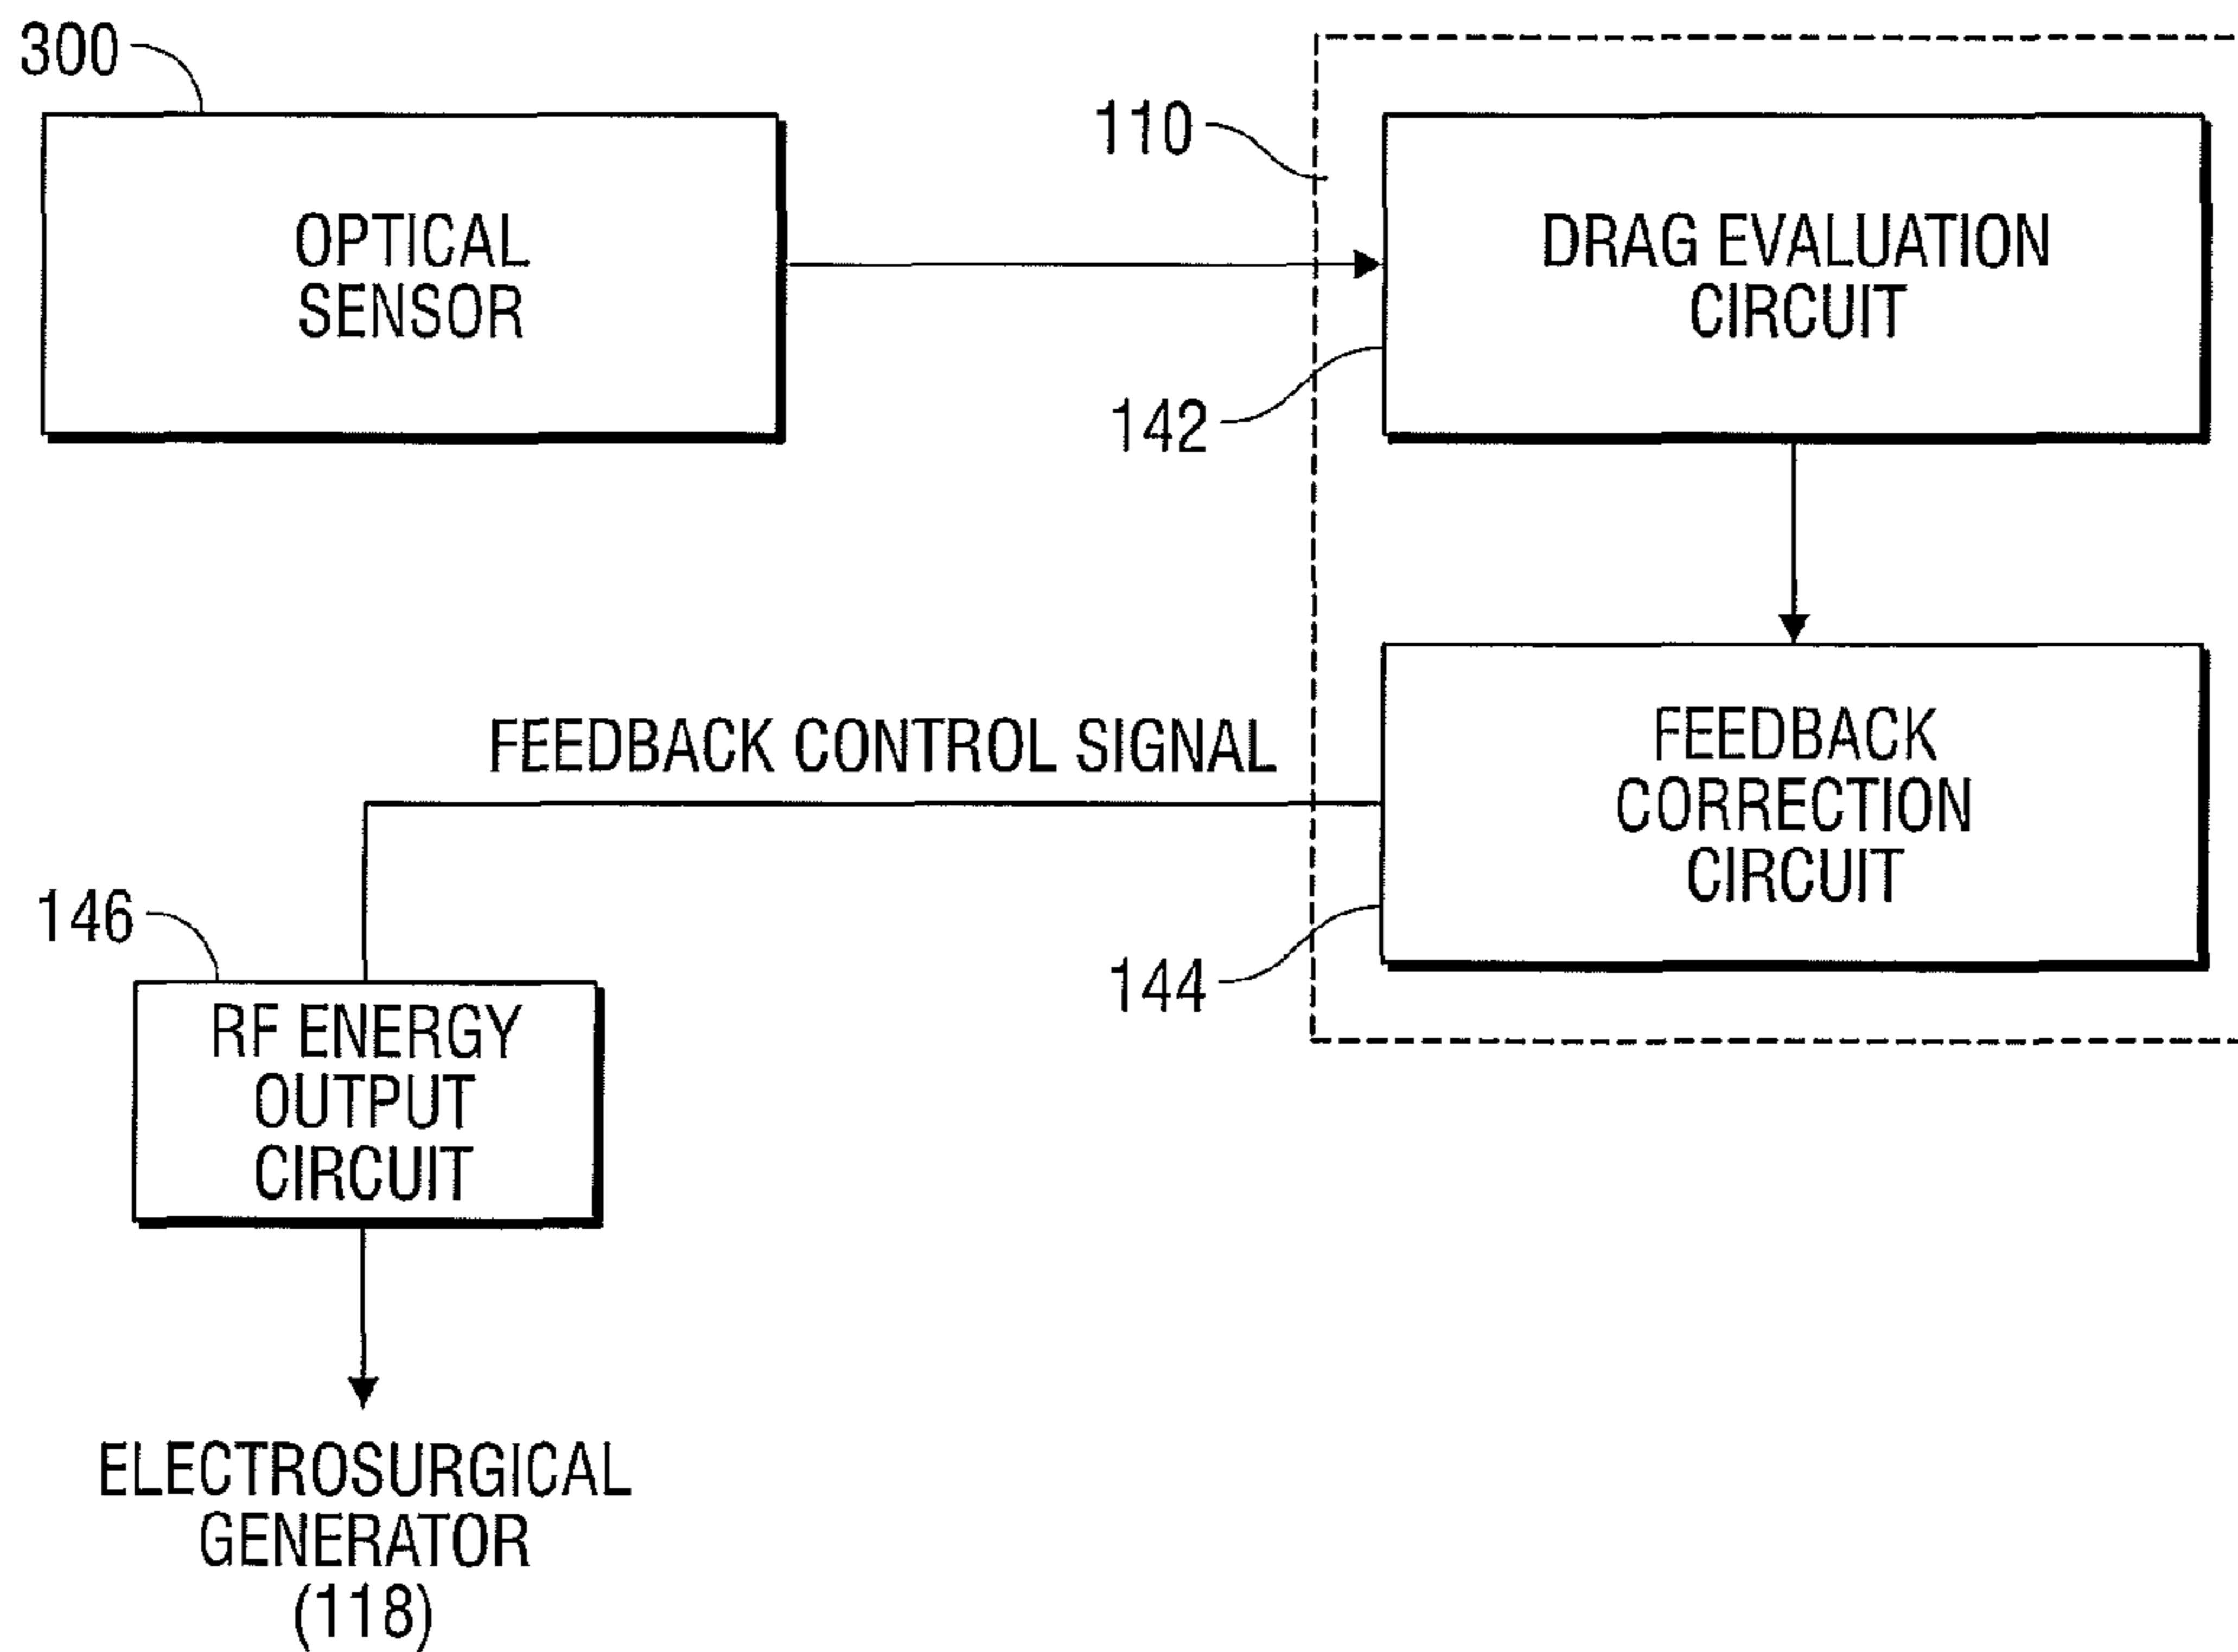 300
OPTICAL
SENSOR
110
DRAG EVALUATION
CIRCUIT
142
FEEDBACK CONTROL SIGNAL
FEEDBACK
CORRECTION
CIRCUIT
144
146
RF ENERGY
OUTPUT
CIRCUIT
ELECTROSURGICAL
GENERATOR
(118)